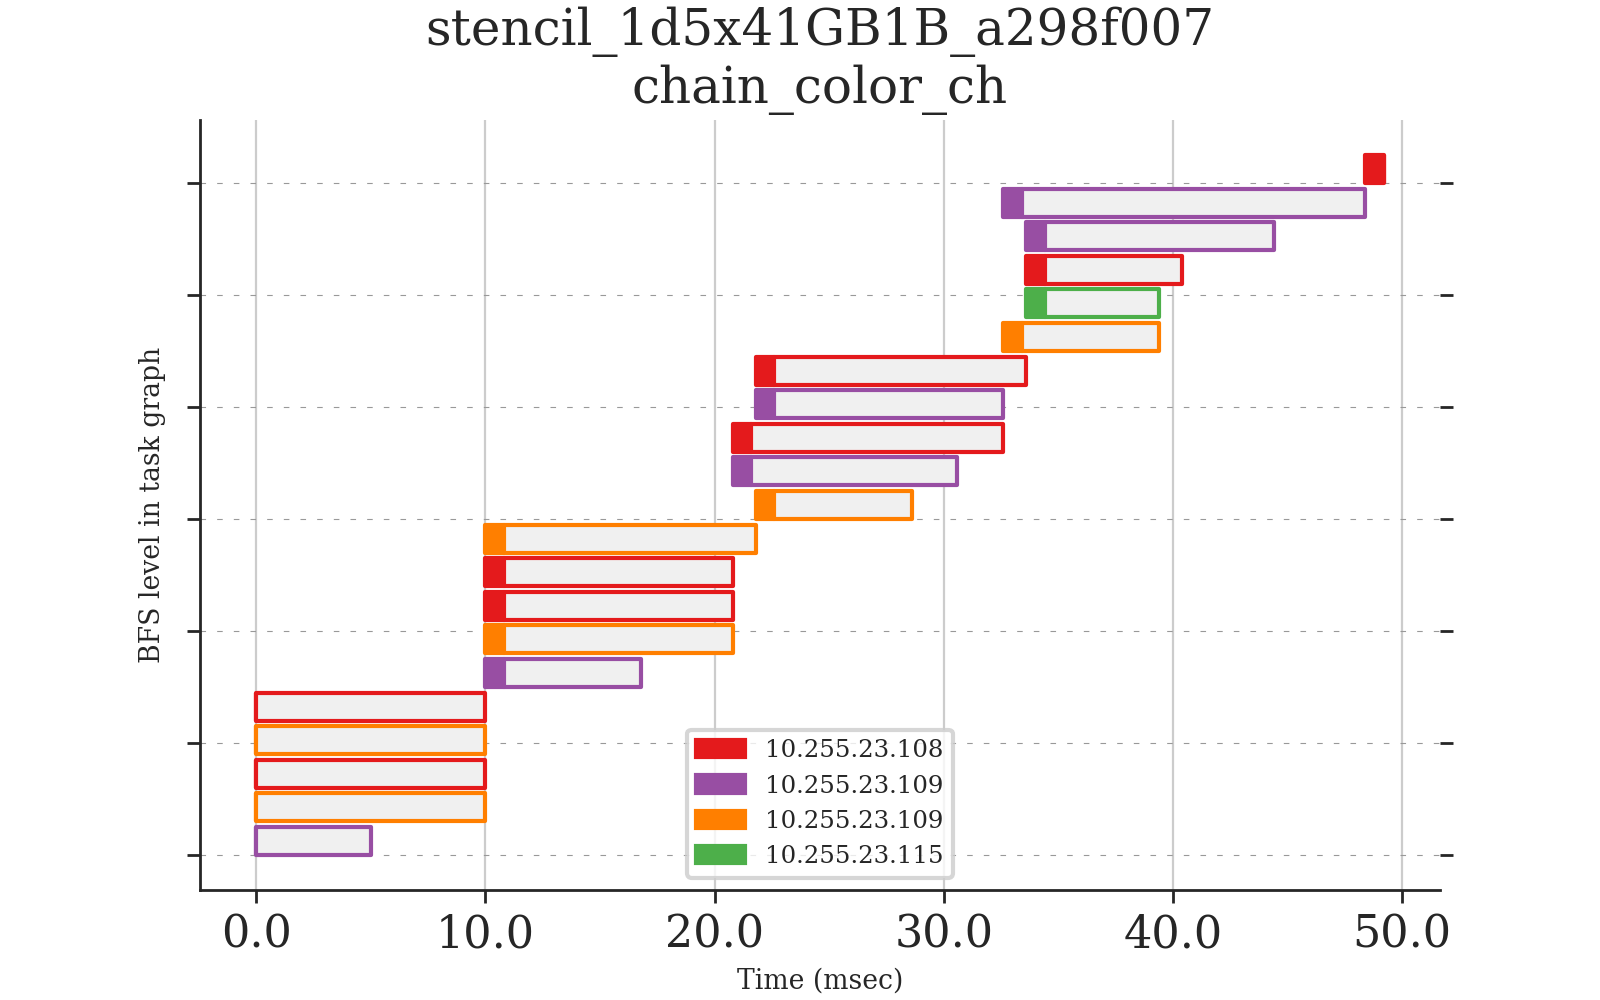 stencil_1d5x41GB1B_a298f007
chain_color_ch
BFS level in task graph
10.255.23.108
10.255.23.109
10.255.23.109
10.255.23.115
0.0 10.0 20.0 30.0 40.0 50.0
Time (msec)